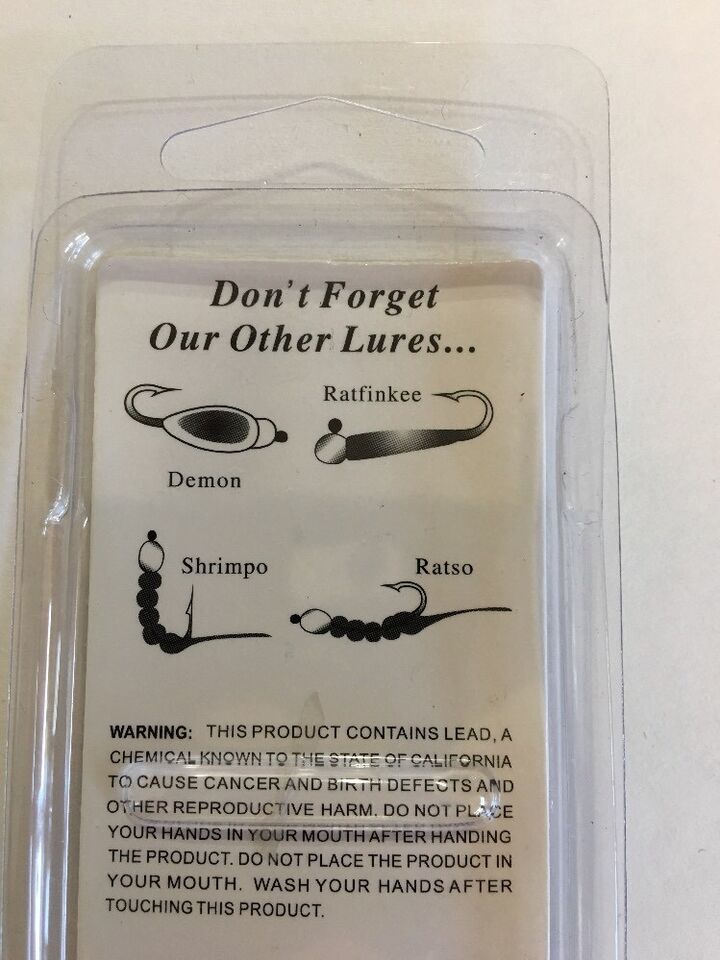 Don't Forget
Our Other Lures...
Ratfinkee
Demon
Shrimpo
Ratso
WARNING: THIS PRODUCT CONTAINS LEAD, A
CHEMICAL KNOWN TO THE STATE OF CALIFORNIA
TO CAUSE CANCER AND BIRTH DEFECTS AND
OTHER REPRODUCTIVE HARM. DO NOT PLACE
YOUR HANDS IN YOUR MOUTH AFTER HANDING
THE PRODUCT. DO NOT PLACE THE PRODUCT IN
YOUR MOUTH. WASH YOUR HANDS AFTER
TOUCHING THIS PRODUCT.